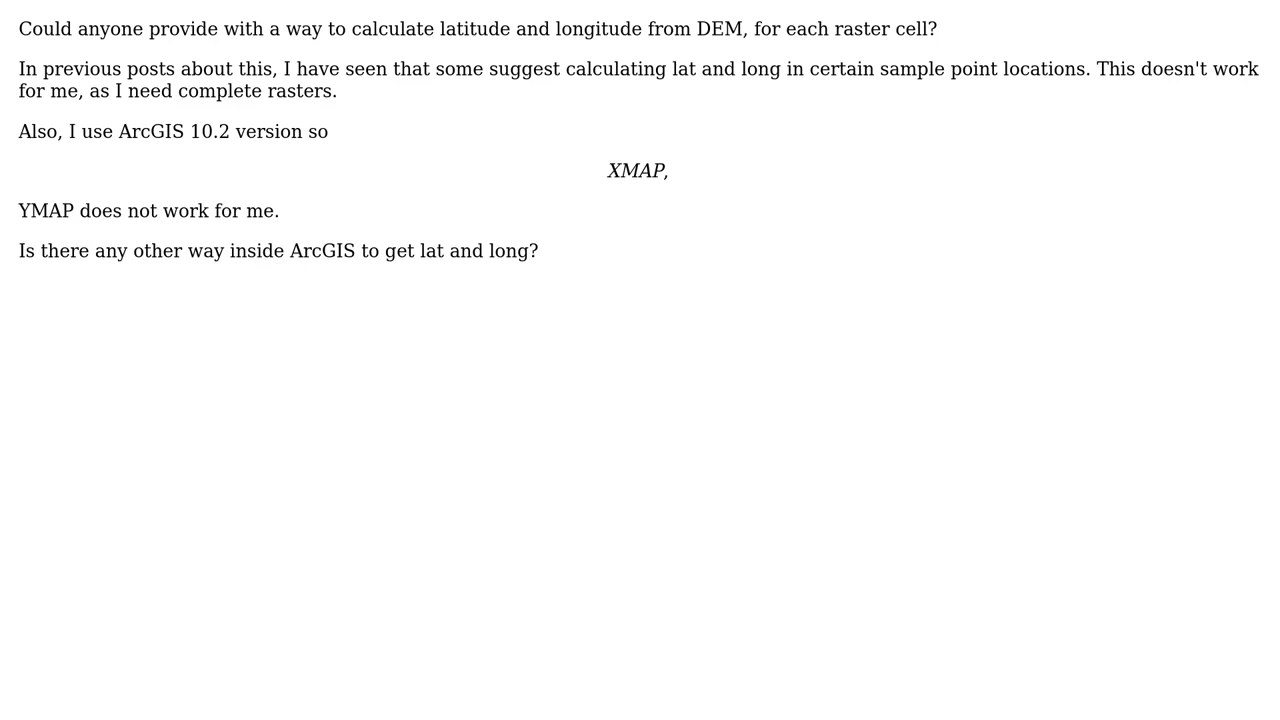 Could anyone provide with a way to calculate latitude and longitude from DEM, for each raster cell?
In previous posts about this, I have seen that some suggest calculating lat and long in certain sample point locations. This doesn't work
for me, as I need complete rasters.
Also, I use ArcGIS 10.2 version so
XMAP,
YMAP does not work for me.
Is there any other way inside ArcGIS to get lat and long?